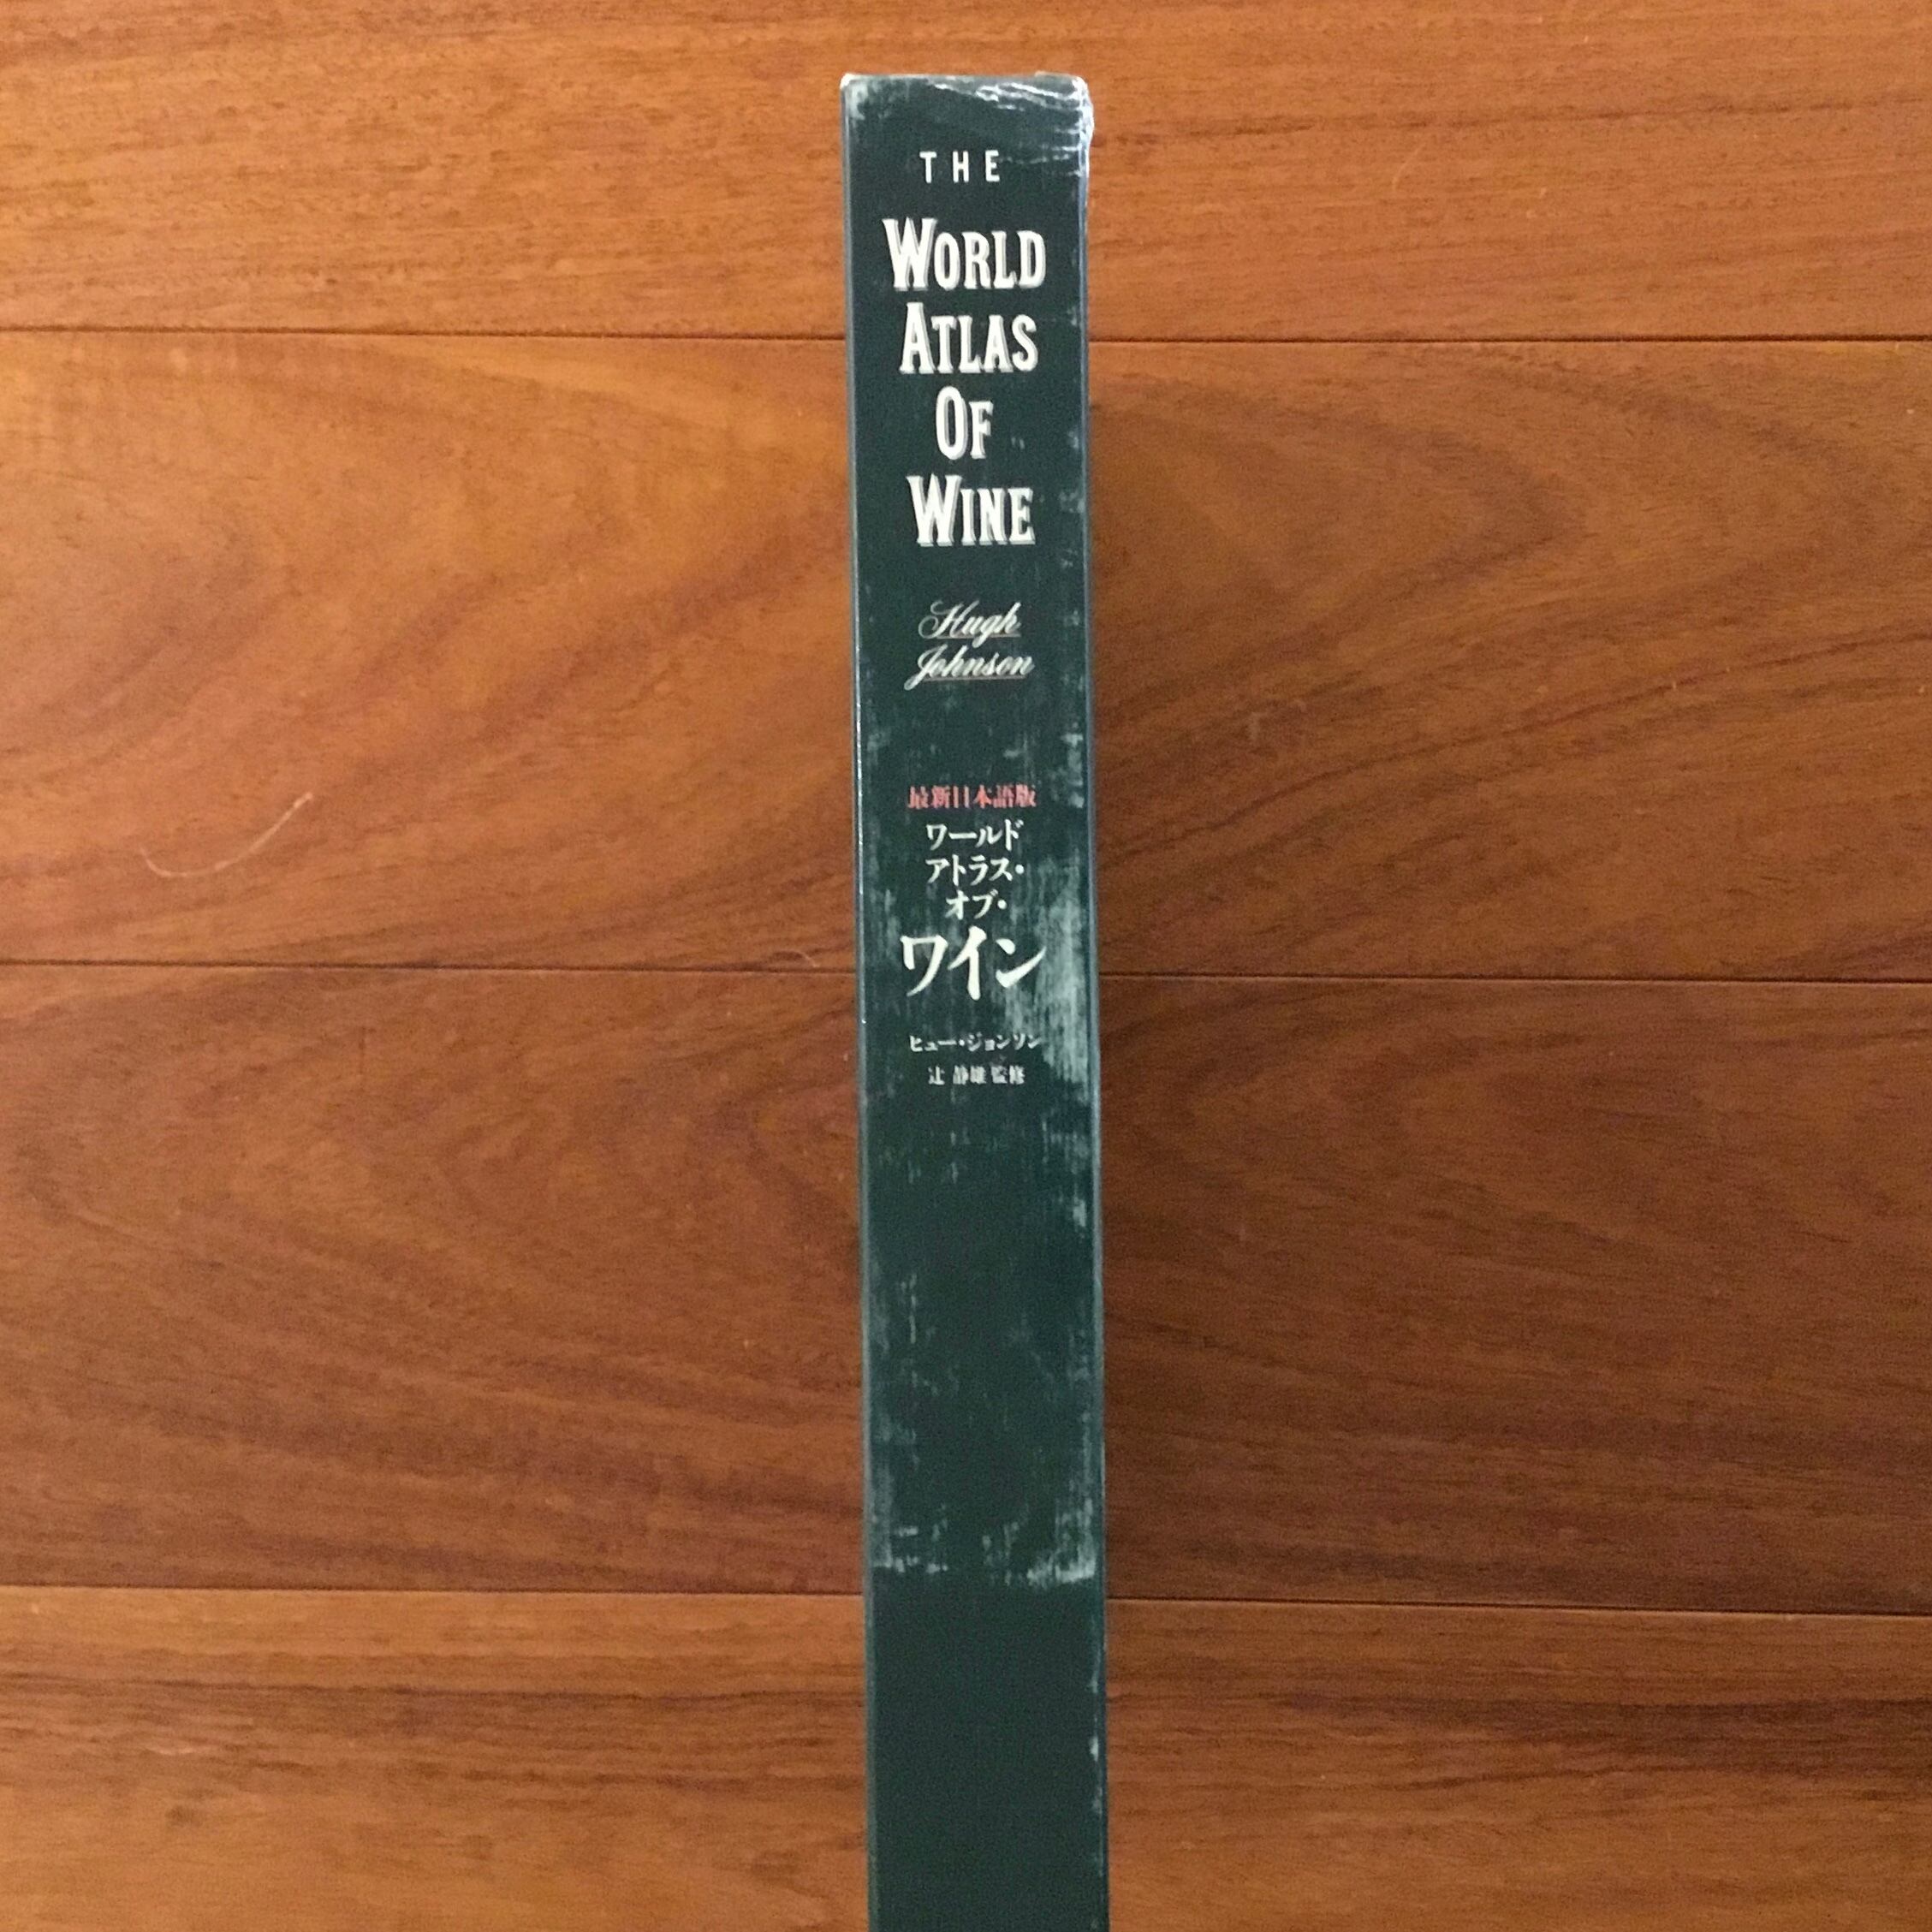 THE
WORLD
ATLAS
OF
WINE
Hugh
Johnson
最新日本語版
ワールド
アトラス・
オブ・
ワイン
ヒュー・ジョンソン
辻 静雄 監修